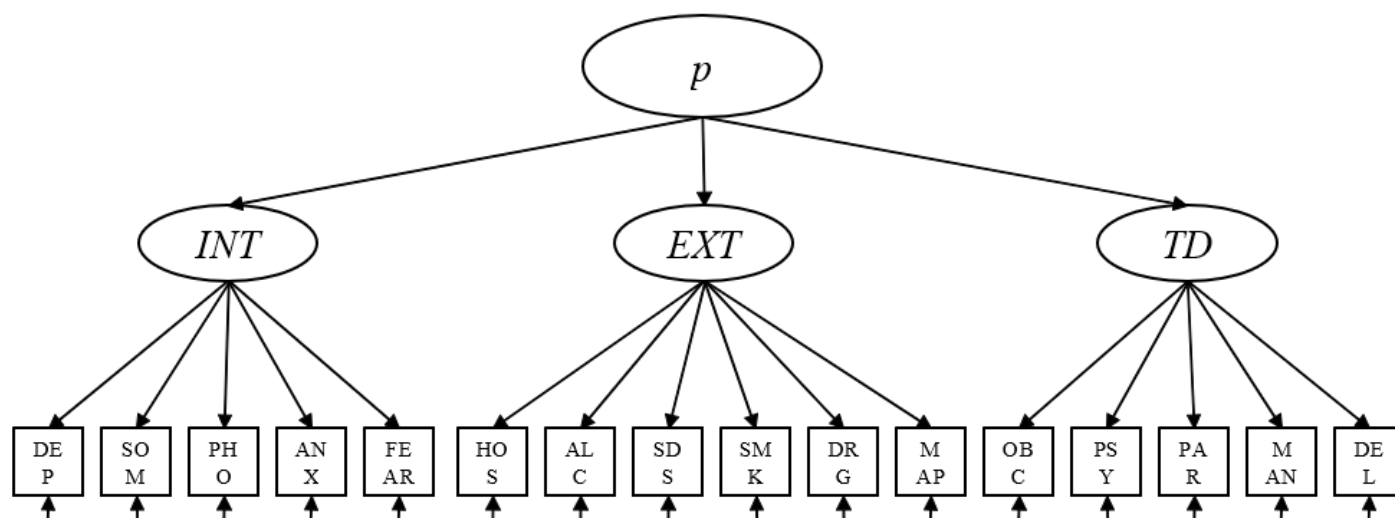 p
INT EXT TD
DE SO PH AN FE HO AL SD SM DR M OB PS PA M DE
P M O X AR S C S K G AP C Y R AN L